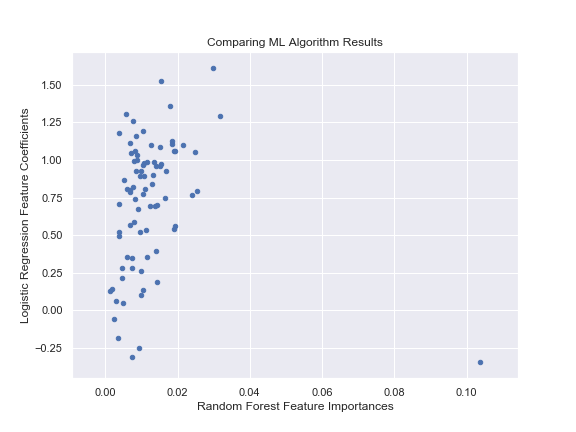 Comparing ML Algorithm Results
Logistic Regression Feature Coefficients
1.50
1.25
1.00
0.75
0.50
0.25
0.00
−0.25
0.00 0.02 0.04 0.06 0.08 0.10
Random Forest Feature Importances